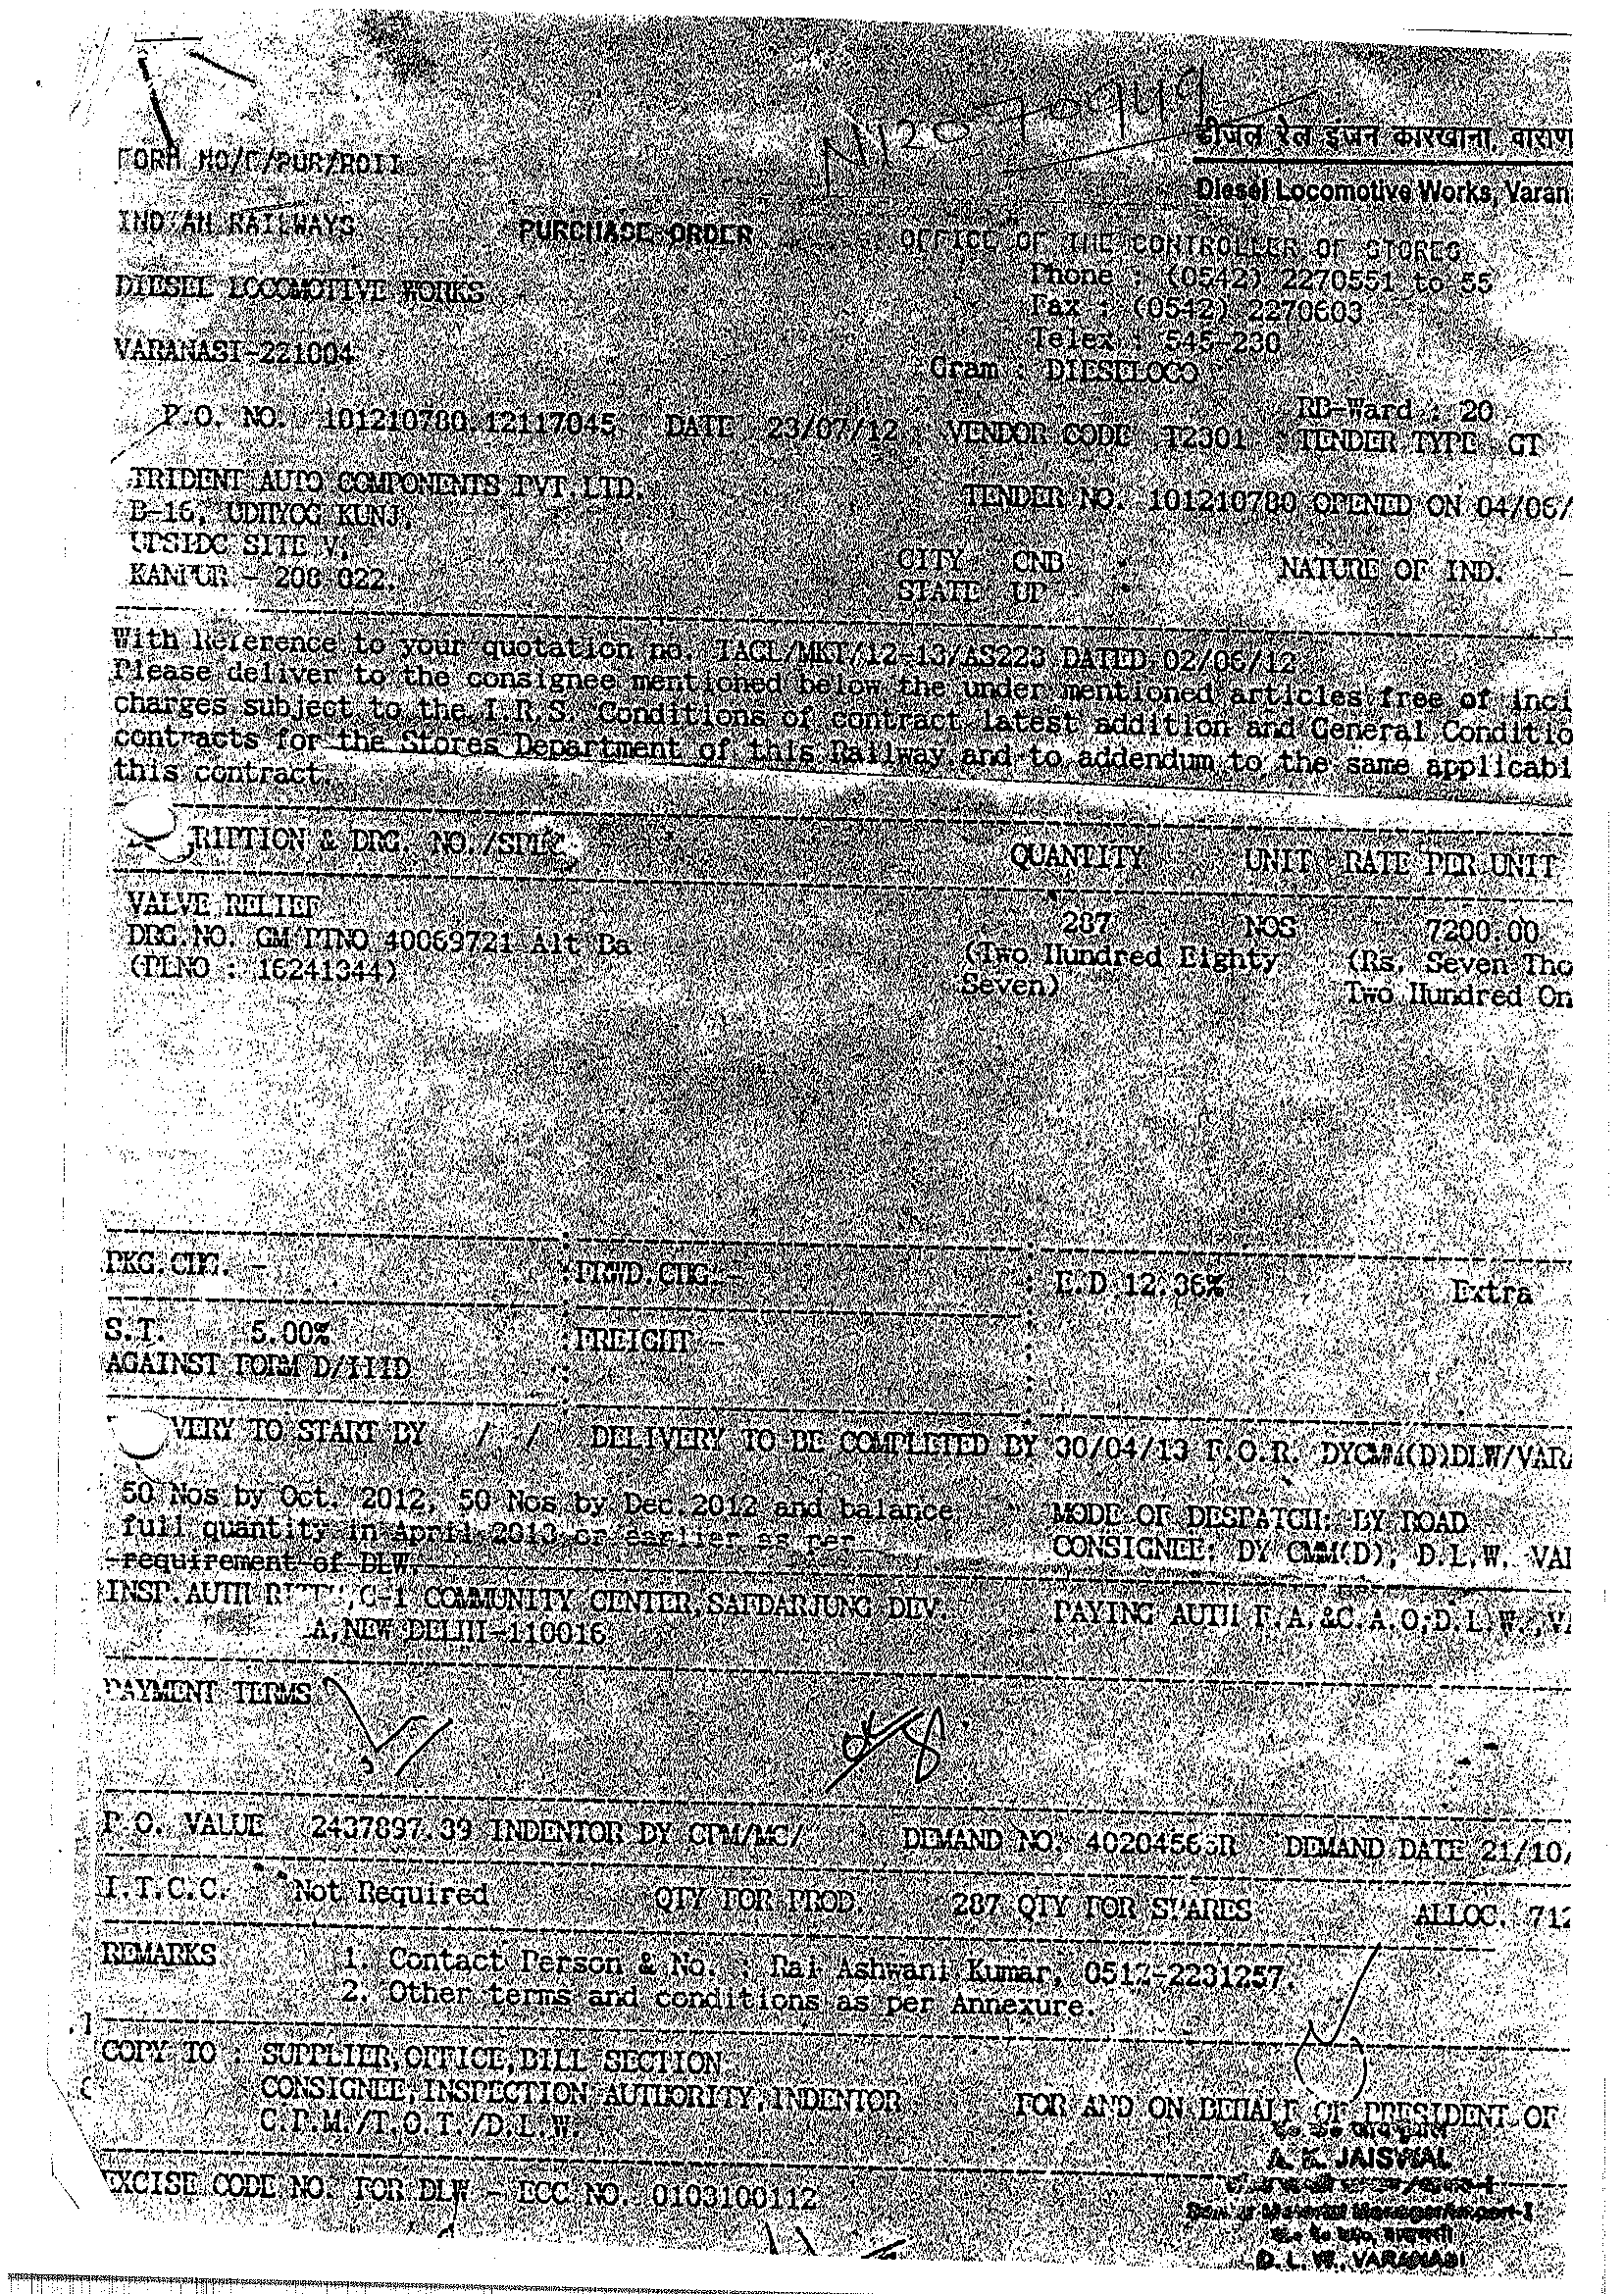 N120709449
डीजल रेल इंजन कारखाना, वाराण
Diesel Locomotive Works, Varan
FORM NO/
INDIAN RAILWAYS PURCHASE ORDER OFFICE OF THE CONTROLLER OF STORES
Phone : (0542) 2270551 to 55
DIESEL LOCOMOTIVE WORKS
Fax : (0542) 2270603
Telex : 545-230
VARANASI-221004
Gram : DIESELOCO
RB-Ward : 20
P.O. NO. 101210780.12117045 DATE 23/07/12 VENDOR CODE T2301 TENDER TYPE GT
TRIDENT AUTO COMPONENTS PVT.LTD.
TENDER NO. 101210780 OPENED ON 04/06/
B-16, UDHYOG KUNJ,
UPSIDC SITE V,
CITY CNB NATURE OF IND. -
KANPUR - 208 022.
STATE UP
With Reference to your quotation no. TACL/MKT/12-13/AS223 DATED 02/06/12
Please deliver to the consignee mentioned below the under mentioned articles free of inci
charges subject to the I.R.S. Conditions of contract latest addition and General Conditio
contracts for the Stores Department of this Railway and to addendum to the same applicabi
this contract.
RIPTION & DRG. NO./SPEC QUANTITY UNIT RATE PER UNIT
VALVE RELIEF 287 NOS 7200.00
DRG.NO. GM PTNO 40069721 Alt Ba (Two Hundred Eighty (Rs. Seven Tho
(PLNO : 16241344) Seven) Two Hundred On
PKG.CHG. - :FRWD.CHG.- : E.D 12.36% Extra
S.T. 5.00% :FREIGHT -
AGAINST FORM D/IIID
VERY TO START BY / / DELIVERY TO BE COMPLETED BY 30/04/13 F.O.R. DYCMM(D)DLW/VARA
50 Nos by Oct. 2012, 50 Nos by Dec.2012 and balance MODE OF DESPATCH: BY ROAD
full quantity in April 2013 or earlier as per CONSIGNEE: DY CMM(D), D.L.W. VA
requirement of DLW.
INSP.AUTH ,C-1 COMMUNITY CENTER,SAFDARJUNG DEV. PAYING AUTH F.A.&C.A.O;D.L.W.,VA
A,NEW DELHI-110016
PAYMENT TERMS
P.O. VALUE 2437897.39 INDENTOR DY CPM/MC/ DEMAND NO. DEMAND DATE 21/10/
I.T.C.C. Not Required QTY FOR PROD. 287 QTY FOR SPARES ALLOC. 712
REMARKS 1. Contact Person & No. : Rai Ashwani Kumar, 0512-2231257.
2. Other terms and conditions as per Annexure.
COPY TO : SUPPLIER,OFFICE,BILL SECTION
CONSIGNEE,INSPECTION AUTHORITY,INDENTOR FOR AND ON BEHALF OF PRESIDENT OF
C.P.M./T.O.T./D.L.W.
A. K. JAISWAL
EXCISE CODE NO. FOR DLW - ECC NO. 0103100112
D. L. W., VARANASI